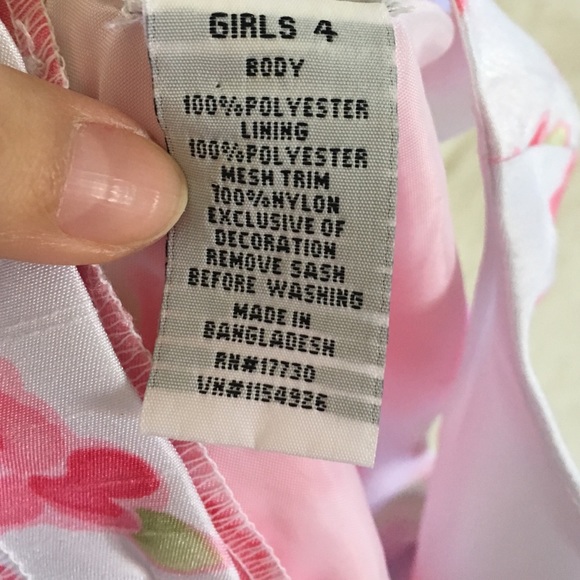 GIRLS 4
BODY
100%POLYESTER
LINING
100%POLYESTER
MESH TRIM
100%NYLON
EXCLUSIVE OF
DECORATION
REMOVE SASH
BEFORE WASHING
MADE IN
BANGLADESH
RN#17730
VN#1154926